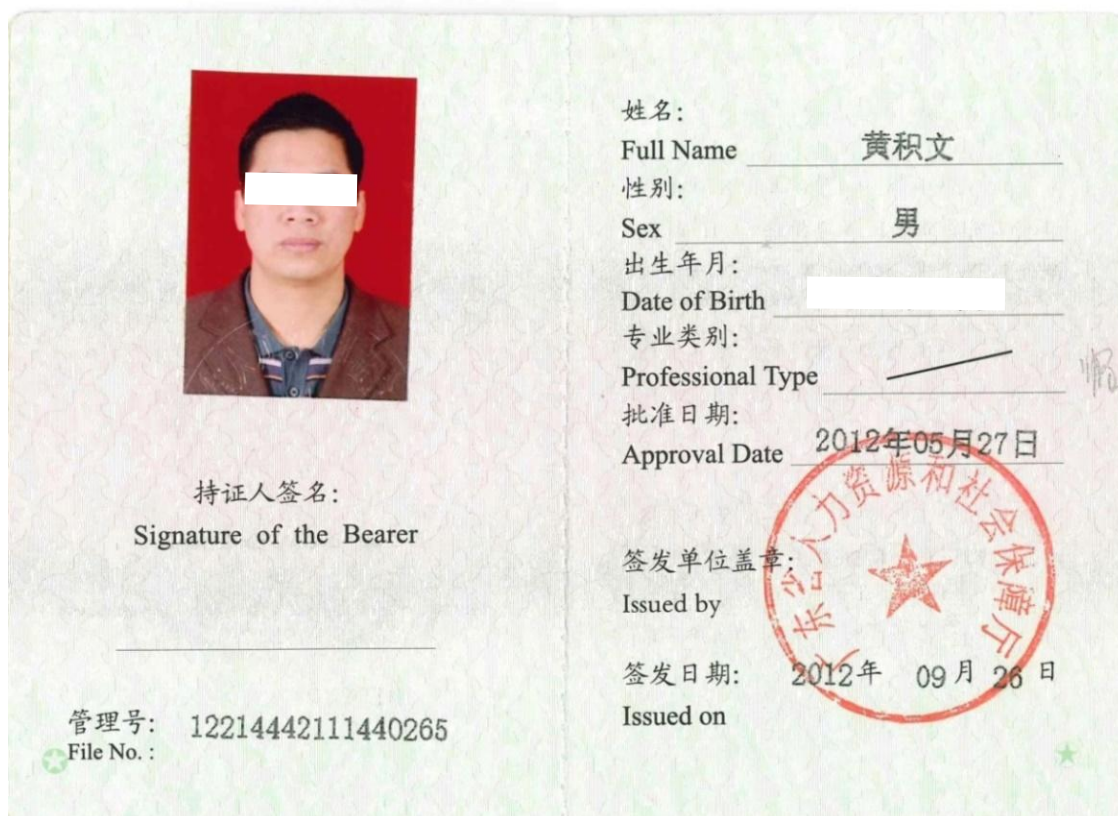 持证人签名:
Signature of the Bearer
管理号: 12214442111440265
File No. :
姓名:
Full Name 黄积文
性别:
Sex 男
出生年月:
Date of Birth
专业类别:
Professional Type
批准日期:
Approval Date 2012年05月27日
广东省人力资源和社会保障厅
签发单位盖章:
Issued by
签发日期: 2012年 09月 26日
Issued on